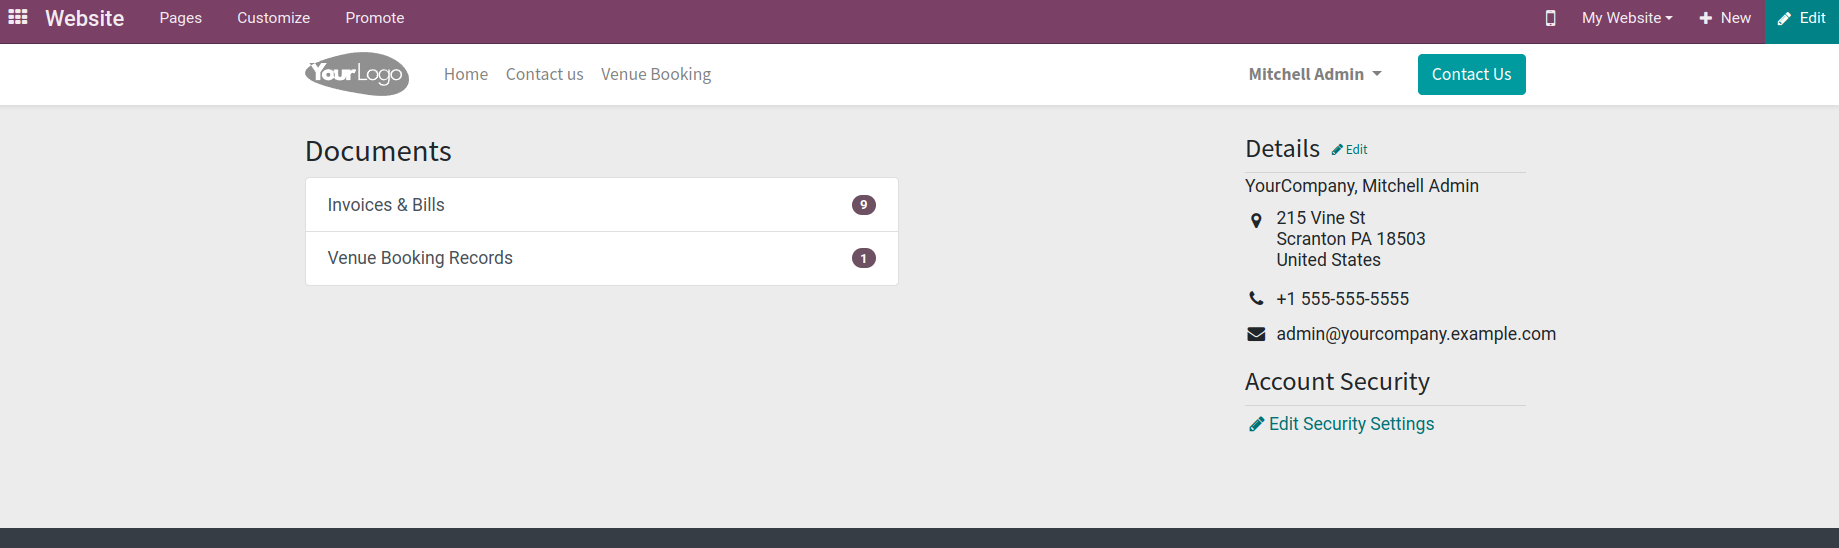 Website Pages Customize Promote My Website New Edit
YourLogo Home Contact us Venue Booking Mitchell Admin Contact Us
Documents
Invoices & Bills 9
Venue Booking Records 1
Details Edit
YourCompany, Mitchell Admin
215 Vine St
Scranton PA 18503
United States
+1 555-555-5555
admin@yourcompany.example.com
Account Security
Edit Security Settings